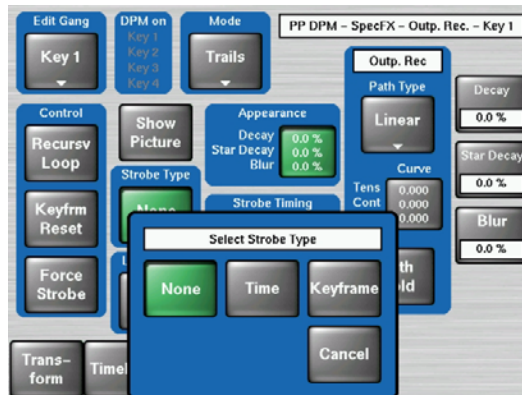 Edit Gang
Key 1
DPM on
Key 1
Key 2
Key 3
Key 4
Mode
Trails
PP DPM - SpecFX - Outp. Rec. - Key 1
Control
Recursv
Loop
Keyfrm
Reset
Force
Strobe
Show
Picture
Strobe Type
None
Appearance
Decay 0.0 %
Star Decay 0.0 %
Blur 0.0 %
Strobe Timing
Outp. Rec
Path Type
Linear
Curve
Tens 0.000
Cont 0.000
0.000
Decay
0.0 %
Star Decay
0.0 %
Blur
0.0 %
Select Strobe Type
None
Time
Keyframe
Cancel
Trans-
form